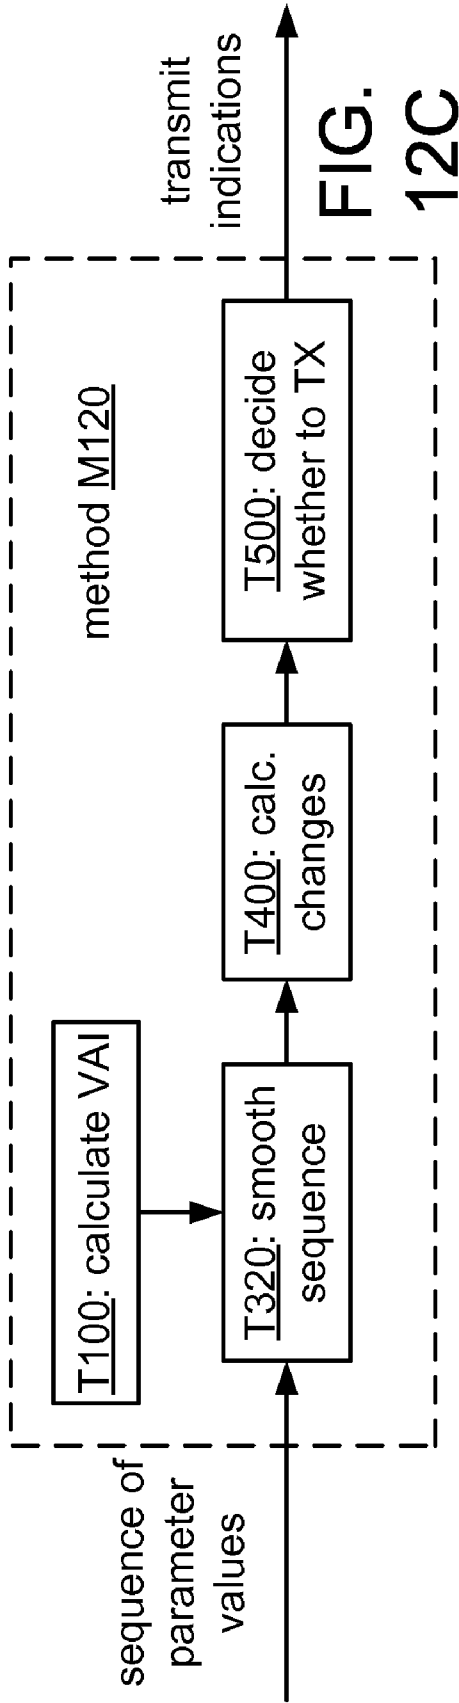 sequence of
parameter
values
method M120
T100: calculate VAI
T320: smooth
sequence
T400: calc.
changes
T500: decide
whether to TX
transmit
indications
FIG.
12C